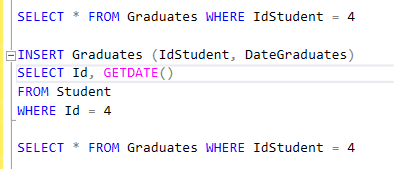 SELECT * FROM Graduates WHERE IdStudent = 4
INSERT Graduates (IdStudent, DateGraduates)
SELECT Id, GETDATE()
FROM Student
WHERE Id = 4
SELECT * FROM Graduates WHERE IdStudent = 4